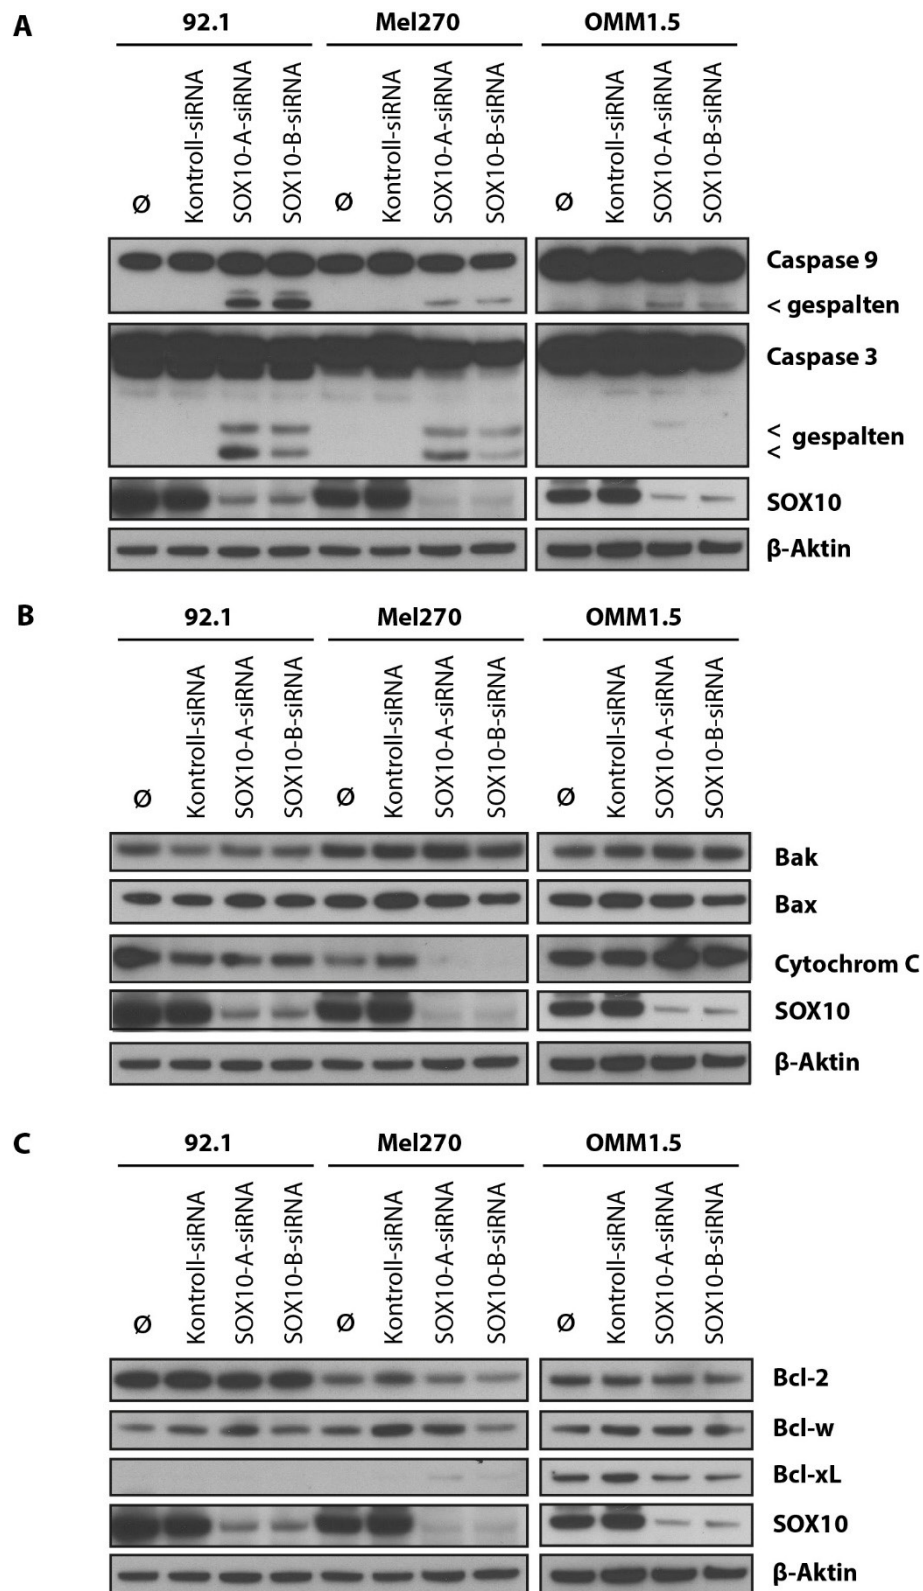 A
92.1 Mel270 OMM1.5
Ø Kontroll-siRNA SOX10-A-siRNA SOX10-B-siRNA Ø Kontroll-siRNA SOX10-A-siRNA SOX10-B-siRNA Ø Kontroll-siRNA SOX10-A-siRNA SOX10-B-siRNA
Caspase 9
< gespalten
Caspase 3
<
< gespalten
SOX10
β-Aktin
B
92.1 Mel270 OMM1.5
Ø Kontroll-siRNA SOX10-A-siRNA SOX10-B-siRNA Ø Kontroll-siRNA SOX10-A-siRNA SOX10-B-siRNA Ø Kontroll-siRNA SOX10-A-siRNA SOX10-B-siRNA
Bak
Bax
Cytochrom C
SOX10
β-Aktin
C
92.1 Mel270 OMM1.5
Ø Kontroll-siRNA SOX10-A-siRNA SOX10-B-siRNA Ø Kontroll-siRNA SOX10-A-siRNA SOX10-B-siRNA Ø Kontroll-siRNA SOX10-A-siRNA SOX10-B-siRNA
Bcl-2
Bcl-w
Bcl-xL
SOX10
β-Aktin